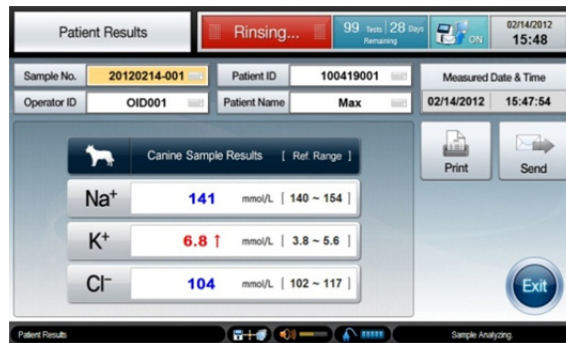 Patient Results
Rinsing...
99 Tests 28 Days
Remaining
ON
02/14/2012
15:48
Sample No. 20120214-001 Patient ID 100419001 Measured Date & Time
Operator ID OID001 Patient Name Max 02/14/2012 15:47:54
Canine Sample Results [ Ref. Range ]
Na+ 141 mmol/L | 140 ~ 154 |
K+ 6.8 ↑ mmol/L | 3.8 ~ 5.6 |
Cl− 104 mmol/L | 102 ~ 117 |
Print Send
Exit
Patient Results Sample Analyzing.